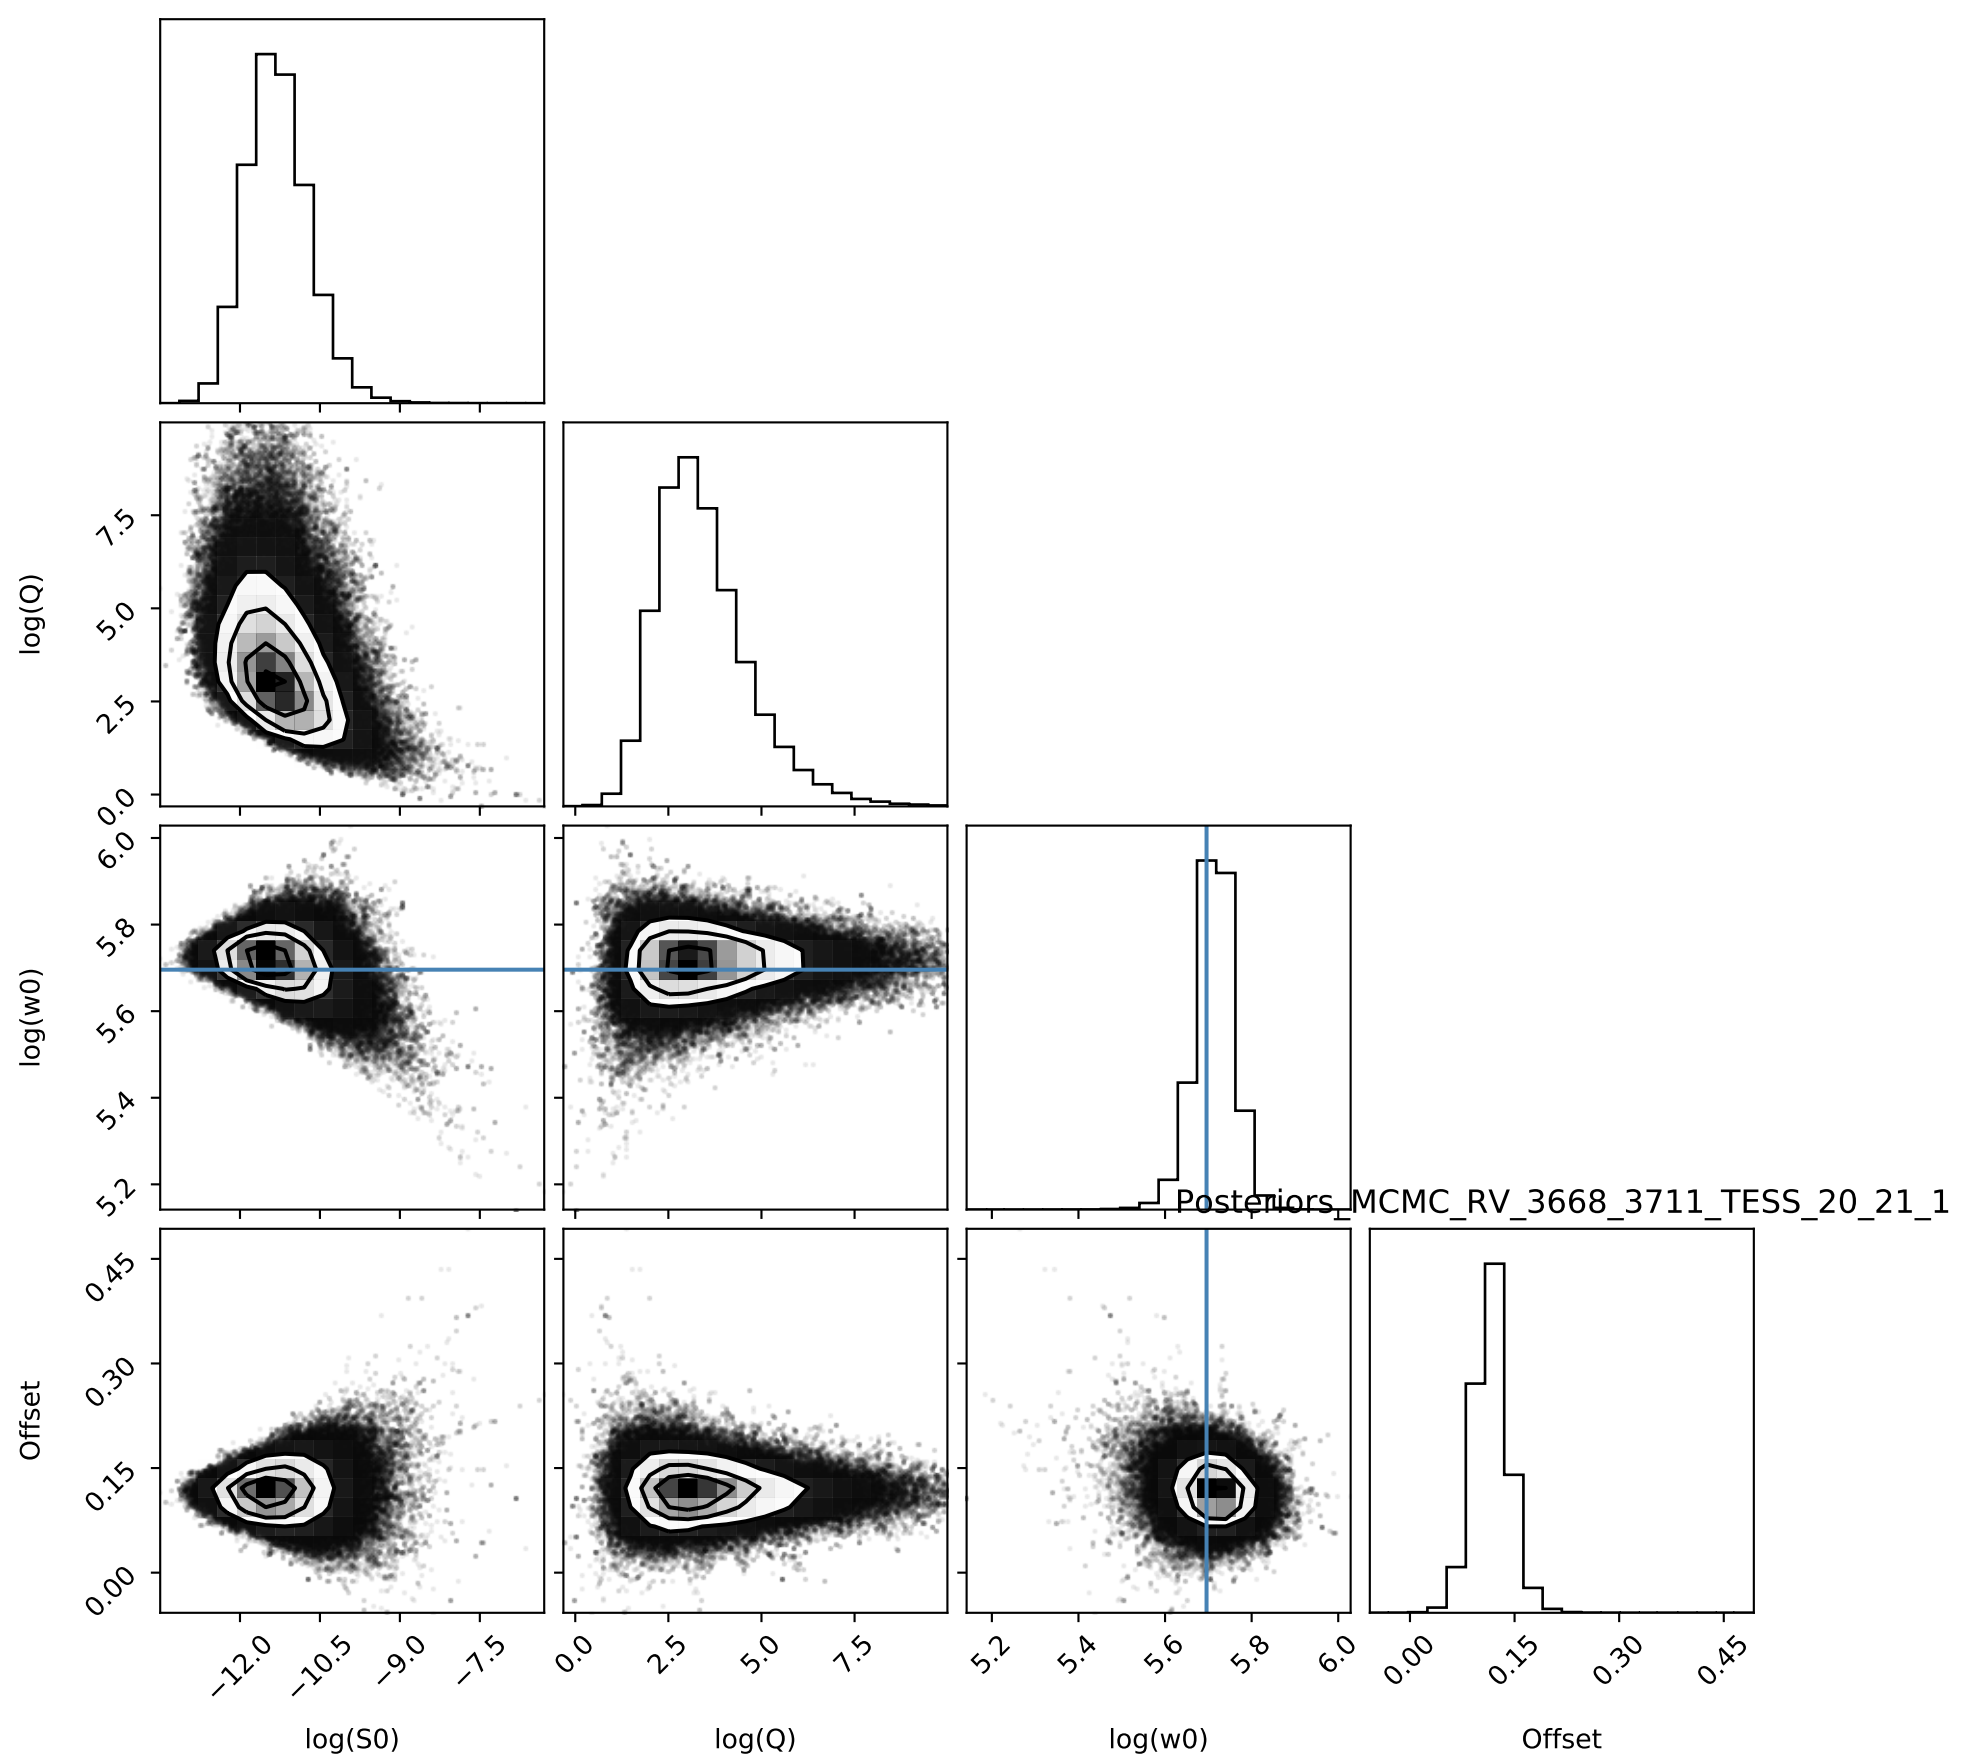 log(Q)
7.5
5.0
2.5
0.0
log(w0)
6.0
5.8
5.6
5.4
5.2
Posteriors_MCMC_RV_3668_3711_TESS_20_21_1
Offset
0.45
0.30
0.15
0.00
−12.0 −10.5 −9.0 −7.5 0.0 2.5 5.0 7.5 5.2 5.4 5.6 5.8 6.0 0.00 0.15 0.30 0.45
log(S0) log(Q) log(w0) Offset